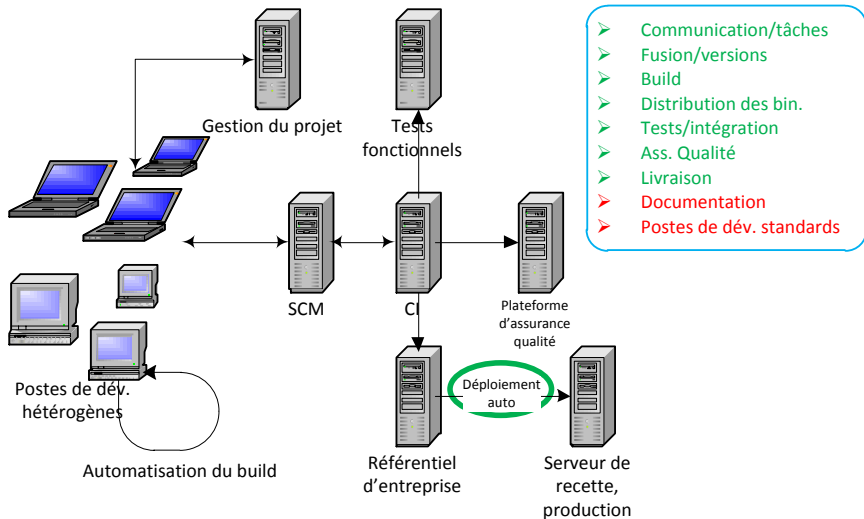 Gestion du projet
Tests
fonctionnels
➢ Communication/tâches
➢ Fusion/versions
➢ Build
➢ Distribution des bin.
➢ Tests/intégration
➢ Ass. Qualité
➢ Livraison
➢ Documentation
➢ Postes de dév. standards
SCM
CI
Plateforme
d'assurance
qualité
Postes de dév.
hétérogènes
Automatisation du build
Déploiement
auto
Référentiel
d'entreprise
Serveur de
recette,
production